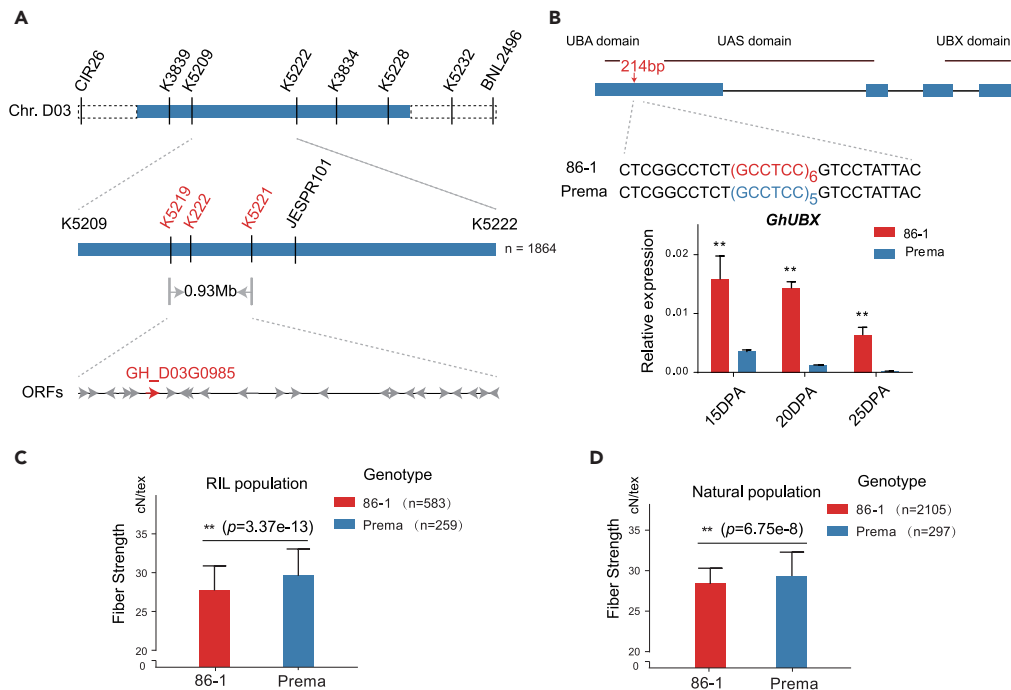 A
CIR26 K3839 K5209 K5222 K3834 K5228 K5232 BNL2496
Chr. D03
K5209 K5219 K222 K5221 JESPR101 K5222
n = 1864
0.93Mb
GH_D03G0985
ORFs
B
UBA domain UAS domain UBX domain
214bp
86-1 CTCGGCCTCT(GCCTCC)6GTCCTATTAC
Prema CTCGGCCTCT(GCCTCC)5GTCCTATTAC
GhUBX
86-1
Prema
Relative expression
0.02
0.01
0.00
** ** **
15DPA 20DPA 25DPA
C
cN/tex
RIL population
Genotype
86-1 (n=583)
Prema (n=259)
** (p=3.37e-13)
Fiber Strength
35
30
25
20
0
86-1 Prema
D
cN/tex
Natural population
Genotype
86-1 (n=2105)
Prema (n=297)
** (p=6.75e-8)
Fiber Strength
35
30
25
20
0
86-1 Prema